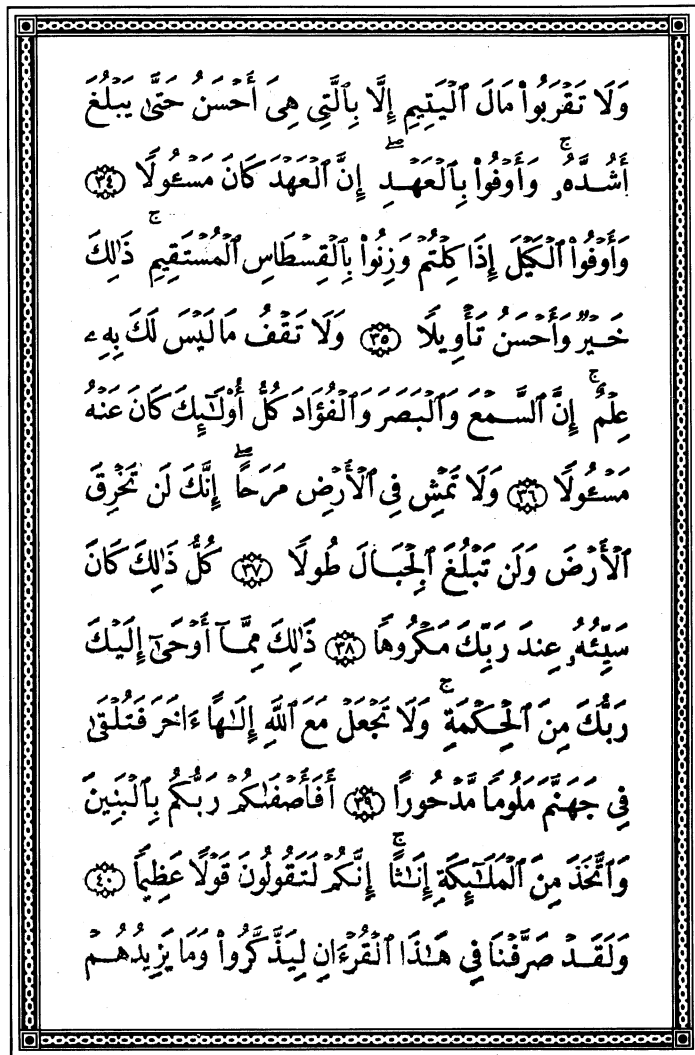 وَلَا تَقْرَبُوا۟ مَالَ ٱلْيَتِيمِ إِلَّا بِٱلَّتِى هِىَ أَحْسَنُ حَتَّىٰ يَبْلُغَ
أَشُدَّهُۥ ۚ وَأَوْفُوا۟ بِٱلْعَهْدِ ۖ إِنَّ ٱلْعَهْدَ كَانَ مَسْـُٔولًا ﴿٣٤﴾
وَأَوْفُوا۟ ٱلْكَيْلَ إِذَا كِلْتُمْ وَزِنُوا۟ بِٱلْقِسْطَاسِ ٱلْمُسْتَقِيمِ ۚ ذَٰلِكَ
خَيْرٌ وَأَحْسَنُ تَأْوِيلًا ﴿٣٥﴾ وَلَا تَقْفُ مَا لَيْسَ لَكَ بِهِۦ
عِلْمٌ ۚ إِنَّ ٱلسَّمْعَ وَٱلْبَصَرَ وَٱلْفُؤَادَ كُلُّ أُو۟لَـٰٓئِكَ كَانَ عَنْهُ
مَسْـُٔولًا ﴿٣٦﴾ وَلَا تَمْشِ فِى ٱلْأَرْضِ مَرَحًا ۖ إِنَّكَ لَن تَخْرِقَ
ٱلْأَرْضَ وَلَن تَبْلُغَ ٱلْجِبَالَ طُولًا ﴿٣٧﴾ كُلُّ ذَٰلِكَ كَانَ
سَيِّئُهُۥ عِندَ رَبِّكَ مَكْرُوهًا ﴿٣٨﴾ ذَٰلِكَ مِمَّآ أَوْحَىٰٓ إِلَيْكَ
رَبُّكَ مِنَ ٱلْحِكْمَةِ ۗ وَلَا تَجْعَلْ مَعَ ٱللَّهِ إِلَـٰهًا ءَاخَرَ فَتُلْقَىٰ
فِى جَهَنَّمَ مَلُومًا مَّدْحُورًا ﴿٣٩﴾ أَفَأَصْفَىٰكُمْ رَبُّكُم بِٱلْبَنِينَ
وَٱتَّخَذَ مِنَ ٱلْمَلَـٰٓئِكَةِ إِنَـٰثًا ۚ إِنَّكُمْ لَتَقُولُونَ قَوْلًا عَظِيمًا ﴿٤٠﴾
وَلَقَدْ صَرَّفْنَا فِى هَـٰذَا ٱلْقُرْءَانِ لِيَذَّكَّرُوا۟ وَمَا يَزِيدُهُمْ